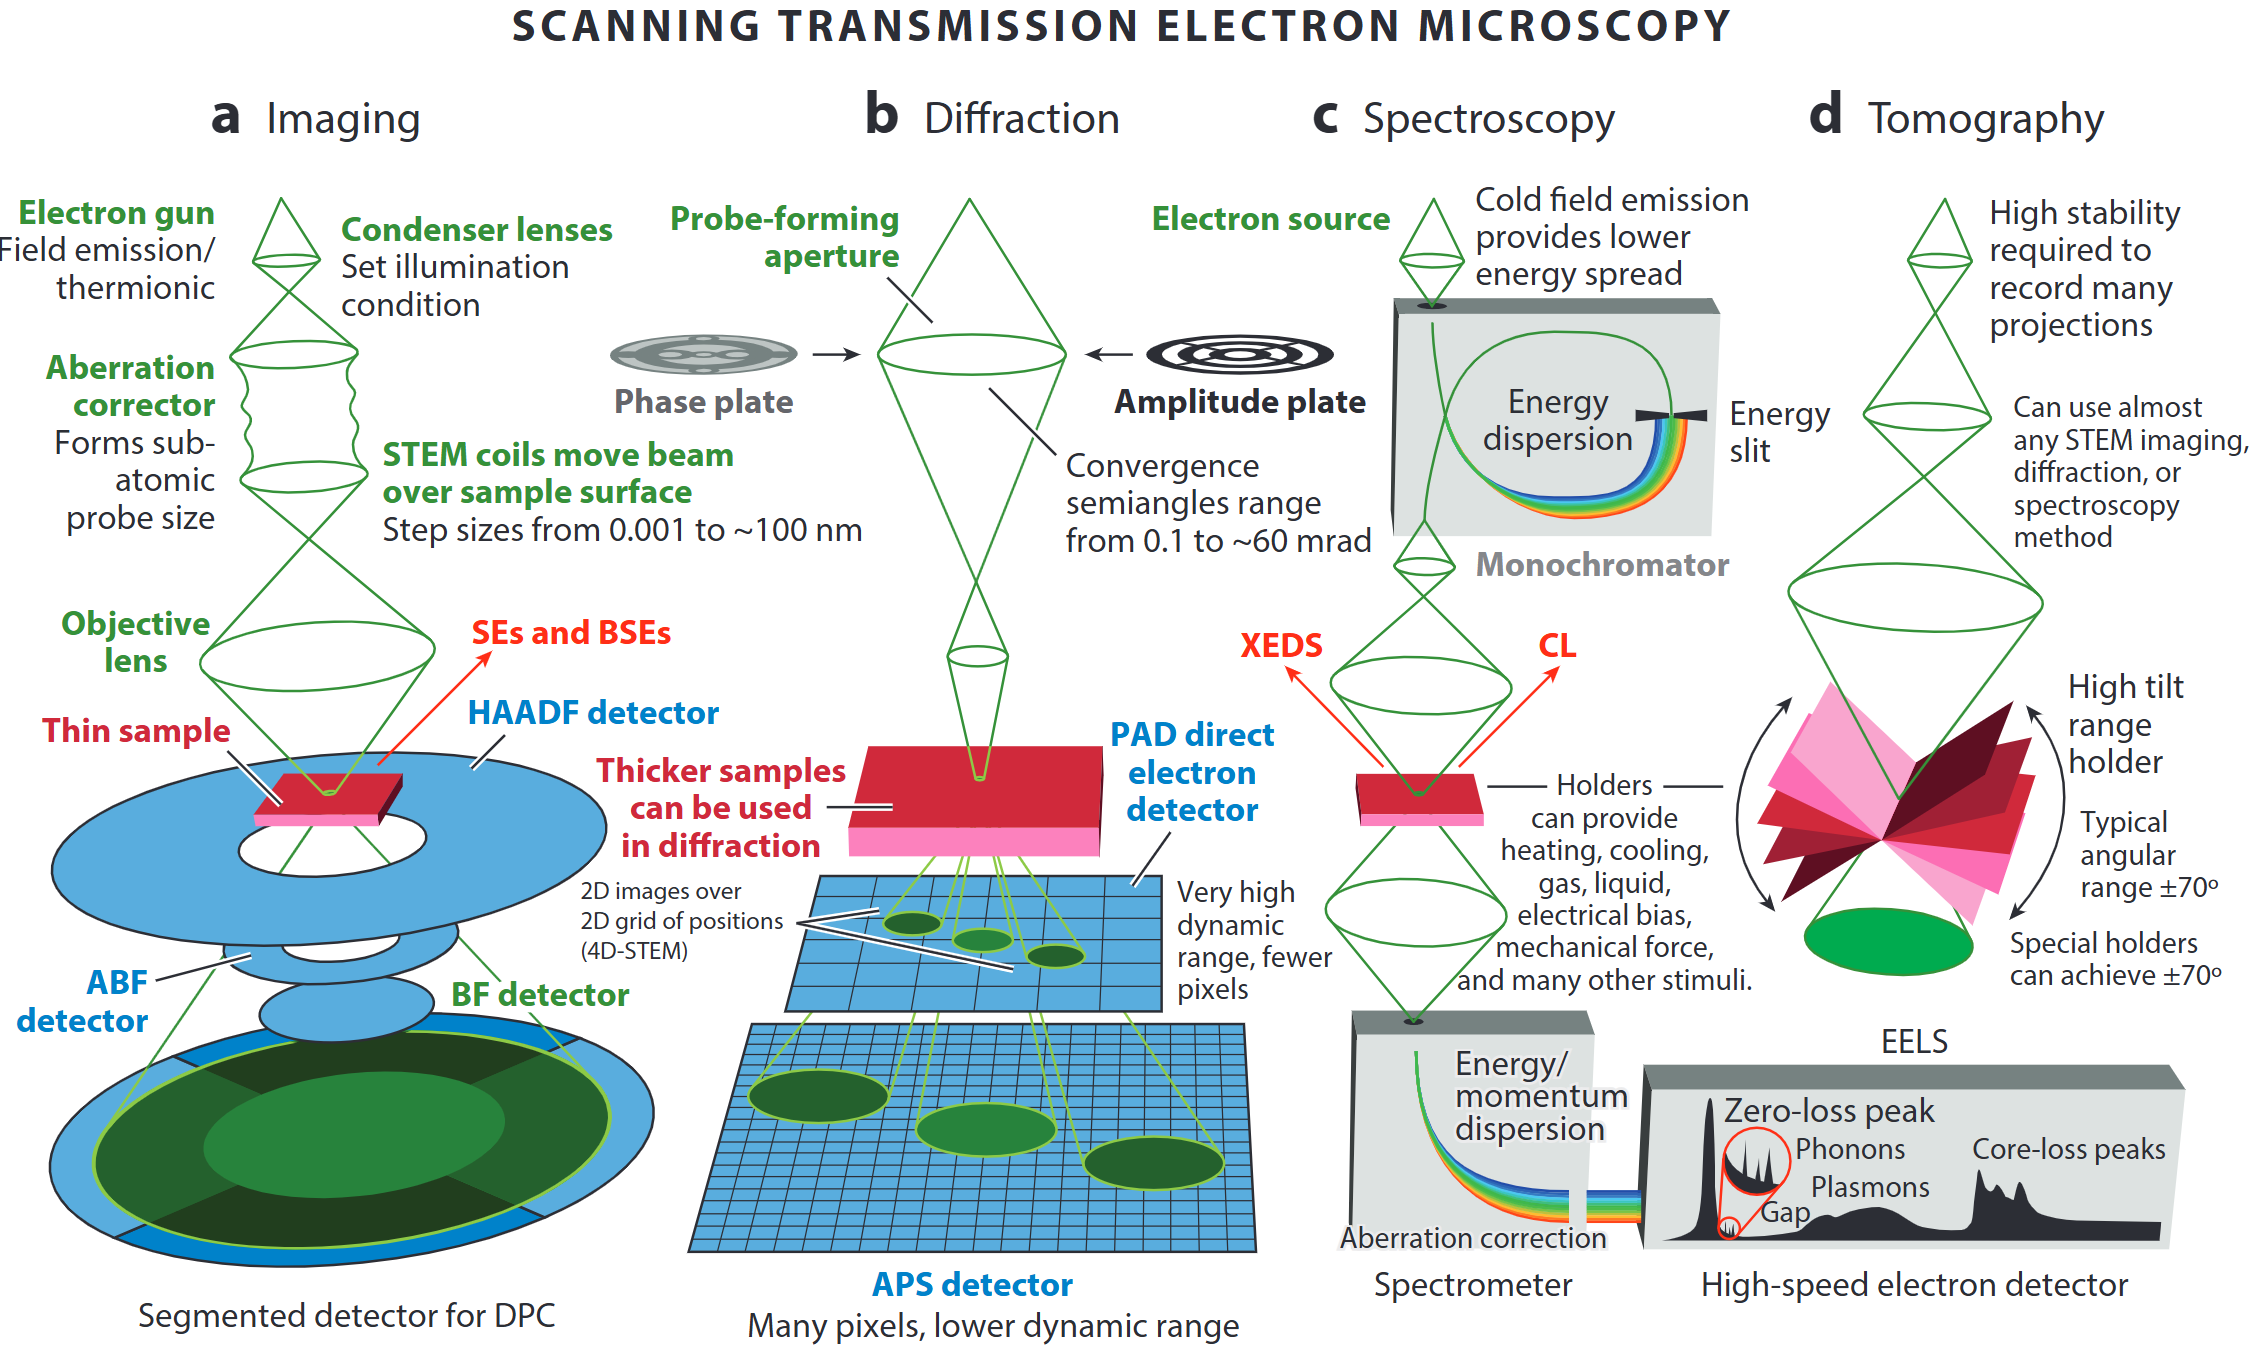 SCANNING TRANSMISSION ELECTRON MICROSCOPY
a Imaging
Electron gun
Field emission/
thermionic
Condenser lenses
Set illumination
condition
Aberration
corrector
Forms sub-
atomic
probe size
STEM coils move beam
over sample surface
Step sizes from 0.001 to ~100 nm
Objective
lens
SEs and BSEs
Thin sample
HAADF detector
ABF
detector
BF detector
Segmented detector for DPC
b Diffraction
Probe-forming
aperture
Phase plate
Amplitude plate
Convergence
semiangles range
from 0.1 to ~60 mrad
Thicker samples
can be used
in diffraction
PAD direct
electron
detector
2D images over
2D grid of positions
(4D-STEM)
Very high
dynamic
range, fewer
pixels
APS detector
Many pixels, lower dynamic range
c Spectroscopy
Electron source
Cold field emission
provides lower
energy spread
Energy
dispersion
Energy
slit
Monochromator
XEDS
CL
Holders
can provide
heating, cooling,
gas, liquid,
electrical bias,
mechanical force,
and many other stimuli.
Energy/
momentum
dispersion
Aberration correction
Spectrometer
EELS
Zero-loss peak
Phonons
Plasmons
Gap
Core-loss peaks
High-speed electron detector
d Tomography
High stability
required to
record many
projections
Can use almost
any STEM imaging,
diffraction, or
spectroscopy
method
High tilt
range
holder
Typical
angular
range ±70º
Special holders
can achieve ±70º